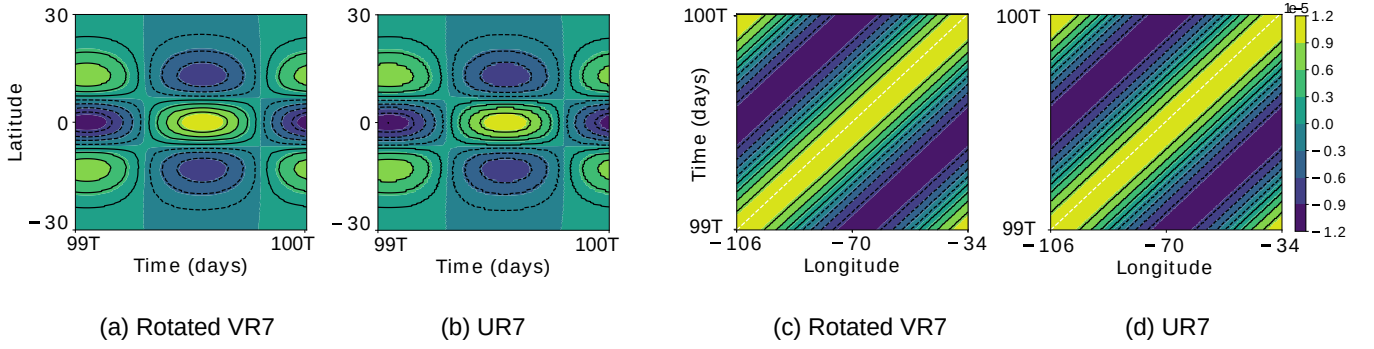 30
0
−30
Latitude
99T
100T
Time (days)
(a) Rotated VR7
30
0
−30
99T
100T
Time (days)
(b) UR7
100T
99T
Time (days)
−106
−70
−34
Longitude
(c) Rotated VR7
100T
99T
−106
−70
−34
Longitude
(d) UR7
1e−5
1.2
0.9
0.6
0.3
0.0
−0.3
−0.6
−0.9
−1.2